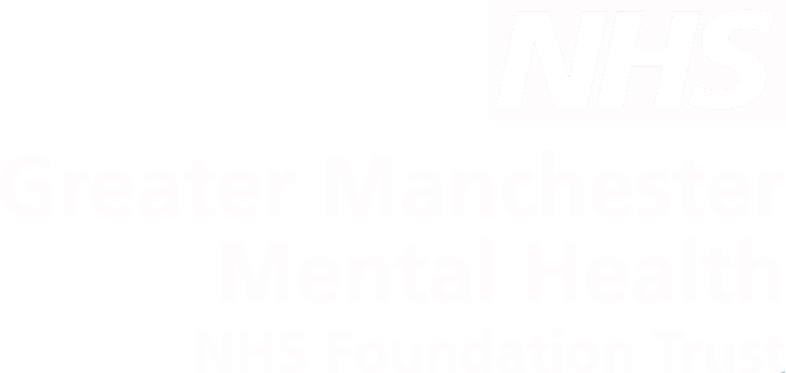 NHS
Greater Manchester
Mental Health
NHS Foundation Trust